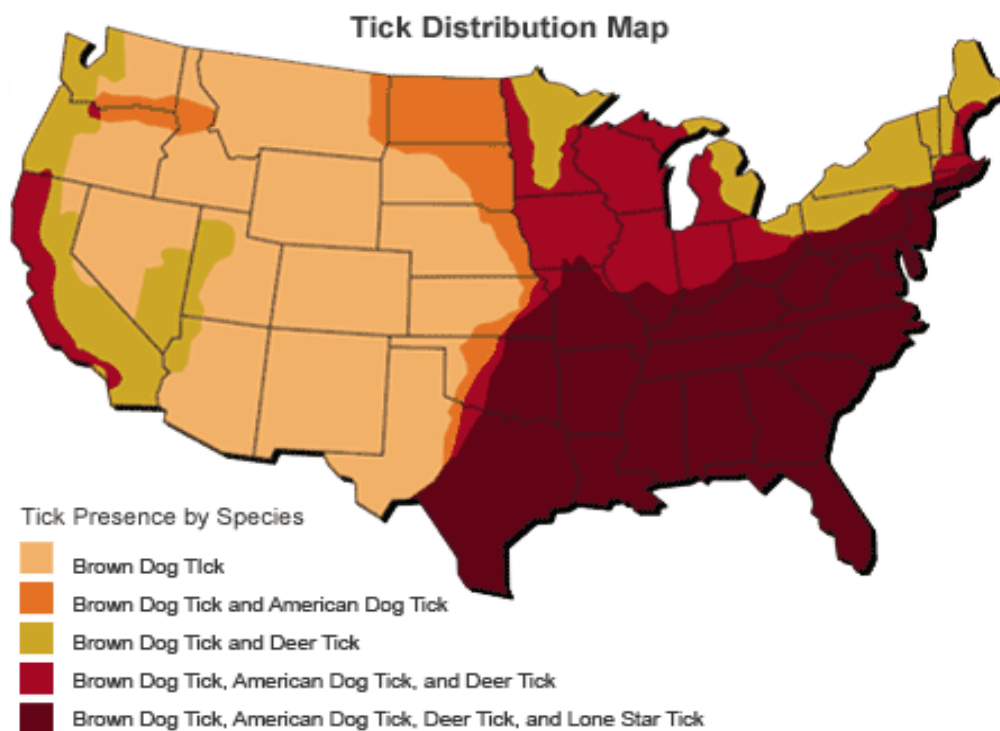 Tick Distribution Map
Tick Presence by Species
Brown Dog TIck
Brown Dog Tick and American Dog Tick
Brown Dog Tick and Deer Tick
Brown Dog Tick, American Dog Tick, and Deer Tick
Brown Dog Tick, American Dog Tick, Deer Tick, and Lone Star Tick